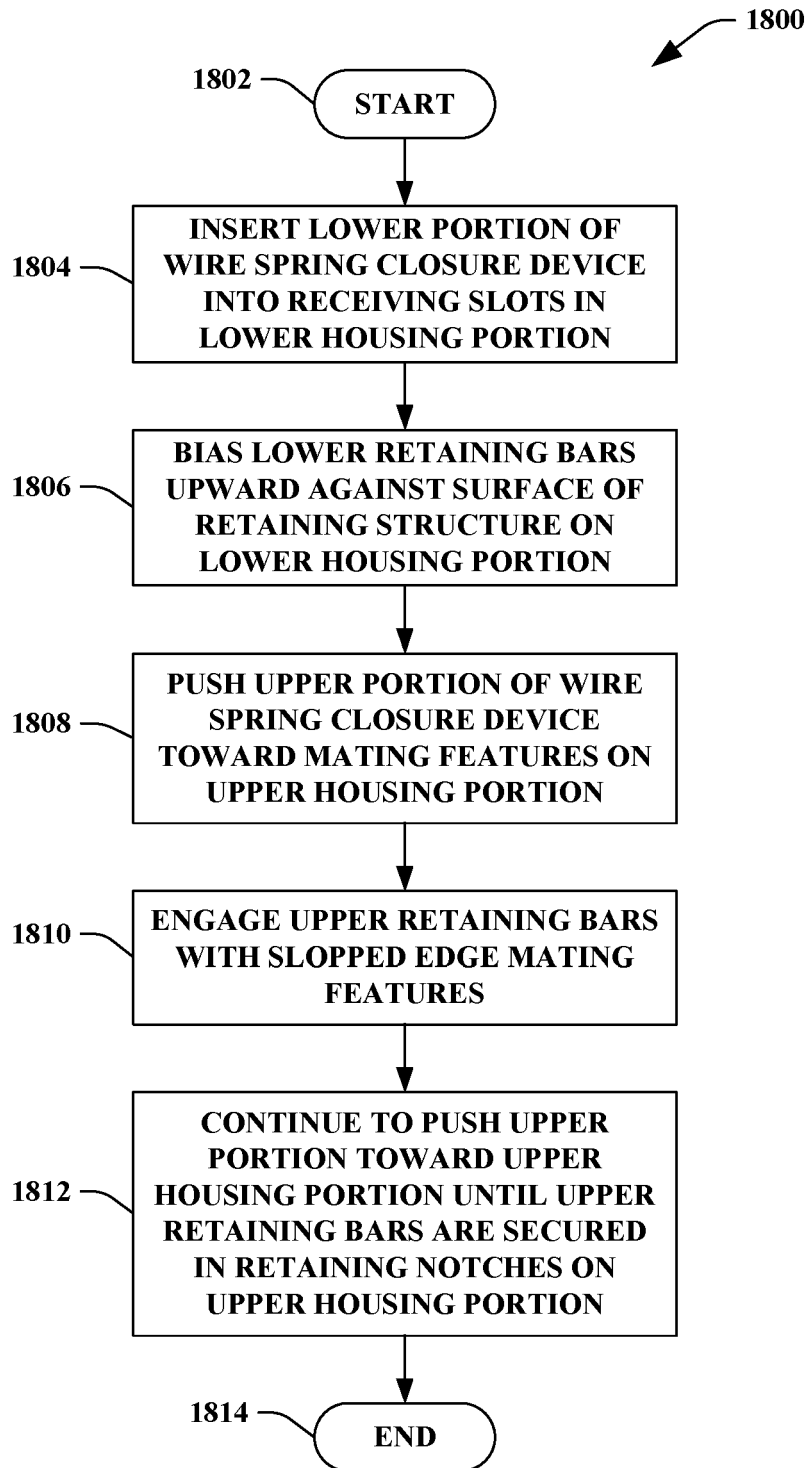 1800
1802
START
1804
INSERT LOWER PORTION OF
WIRE SPRING CLOSURE DEVICE
INTO RECEIVING SLOTS IN
LOWER HOUSING PORTION
1806
BIAS LOWER RETAINING BARS
UPWARD AGAINST SURFACE OF
RETAINING STRUCTURE ON
LOWER HOUSING PORTION
1808
PUSH UPPER PORTION OF WIRE
SPRING CLOSURE DEVICE
TOWARD MATING FEATURES ON
UPPER HOUSING PORTION
1810
ENGAGE UPPER RETAINING BARS
WITH SLOPPED EDGE MATING
FEATURES
1812
CONTINUE TO PUSH UPPER
PORTION TOWARD UPPER
HOUSING PORTION UNTIL UPPER
RETAINING BARS ARE SECURED
IN RETAINING NOTCHES ON
UPPER HOUSING PORTION
1814
END